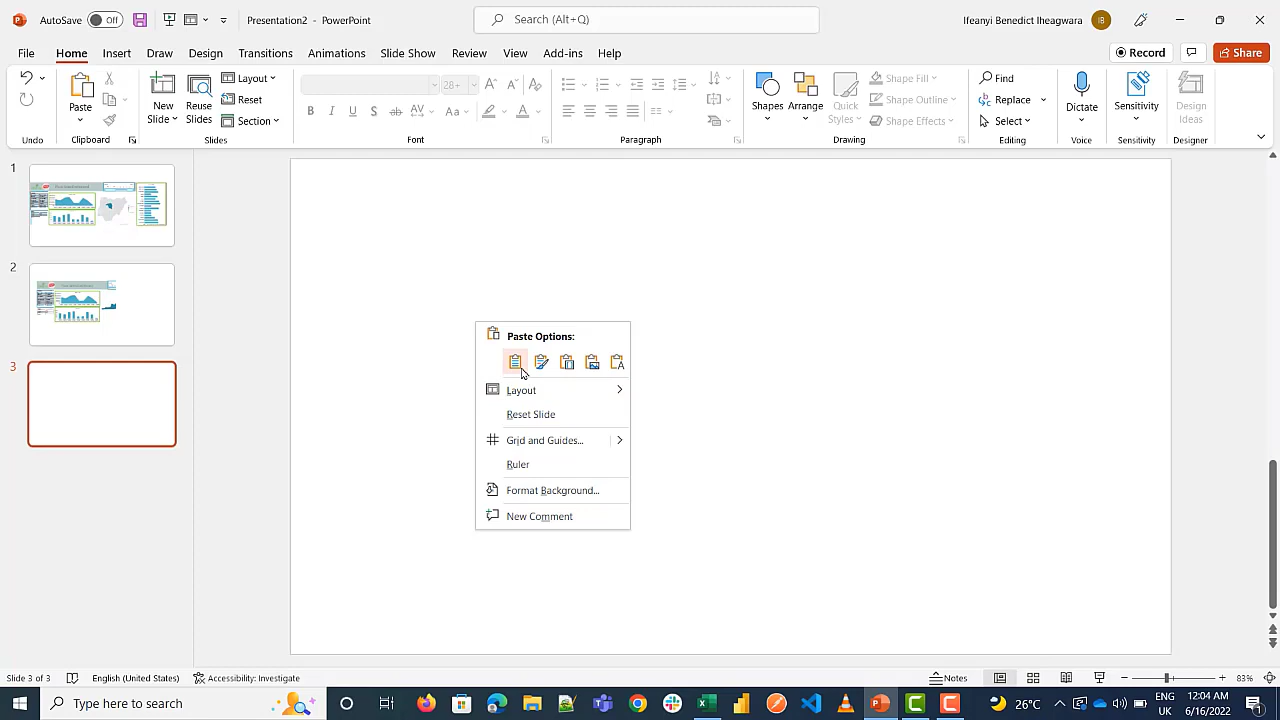 AutoSave Off Presentation2 - PowerPoint Search (Alt+Q) Ifeanyi Benedict Iheagwara IB
File Home Insert Draw Design Transitions Animations Slide Show Review View Add-ins Help Record Share
Paste New Slide Reuse Slides Layout Reset Section 28+ Aa Shapes Arrange Quick Styles Shape Fill Shape Outline Shape Effects Find Replace Select Dictate Sensitivity Design Ideas
Undo Clipboard Slides Font Paragraph Drawing Editing Voice Sensitivity Designer
1
2
3
Paste Options:
Layout
Reset Slide
Grid and Guides...
Ruler
Format Background...
New Comment
Slide 3 of 3 English (United States) Accessibility: Investigate Notes 83%
Type here to search 26°C ENG UK 12:04 AM 6/16/2022